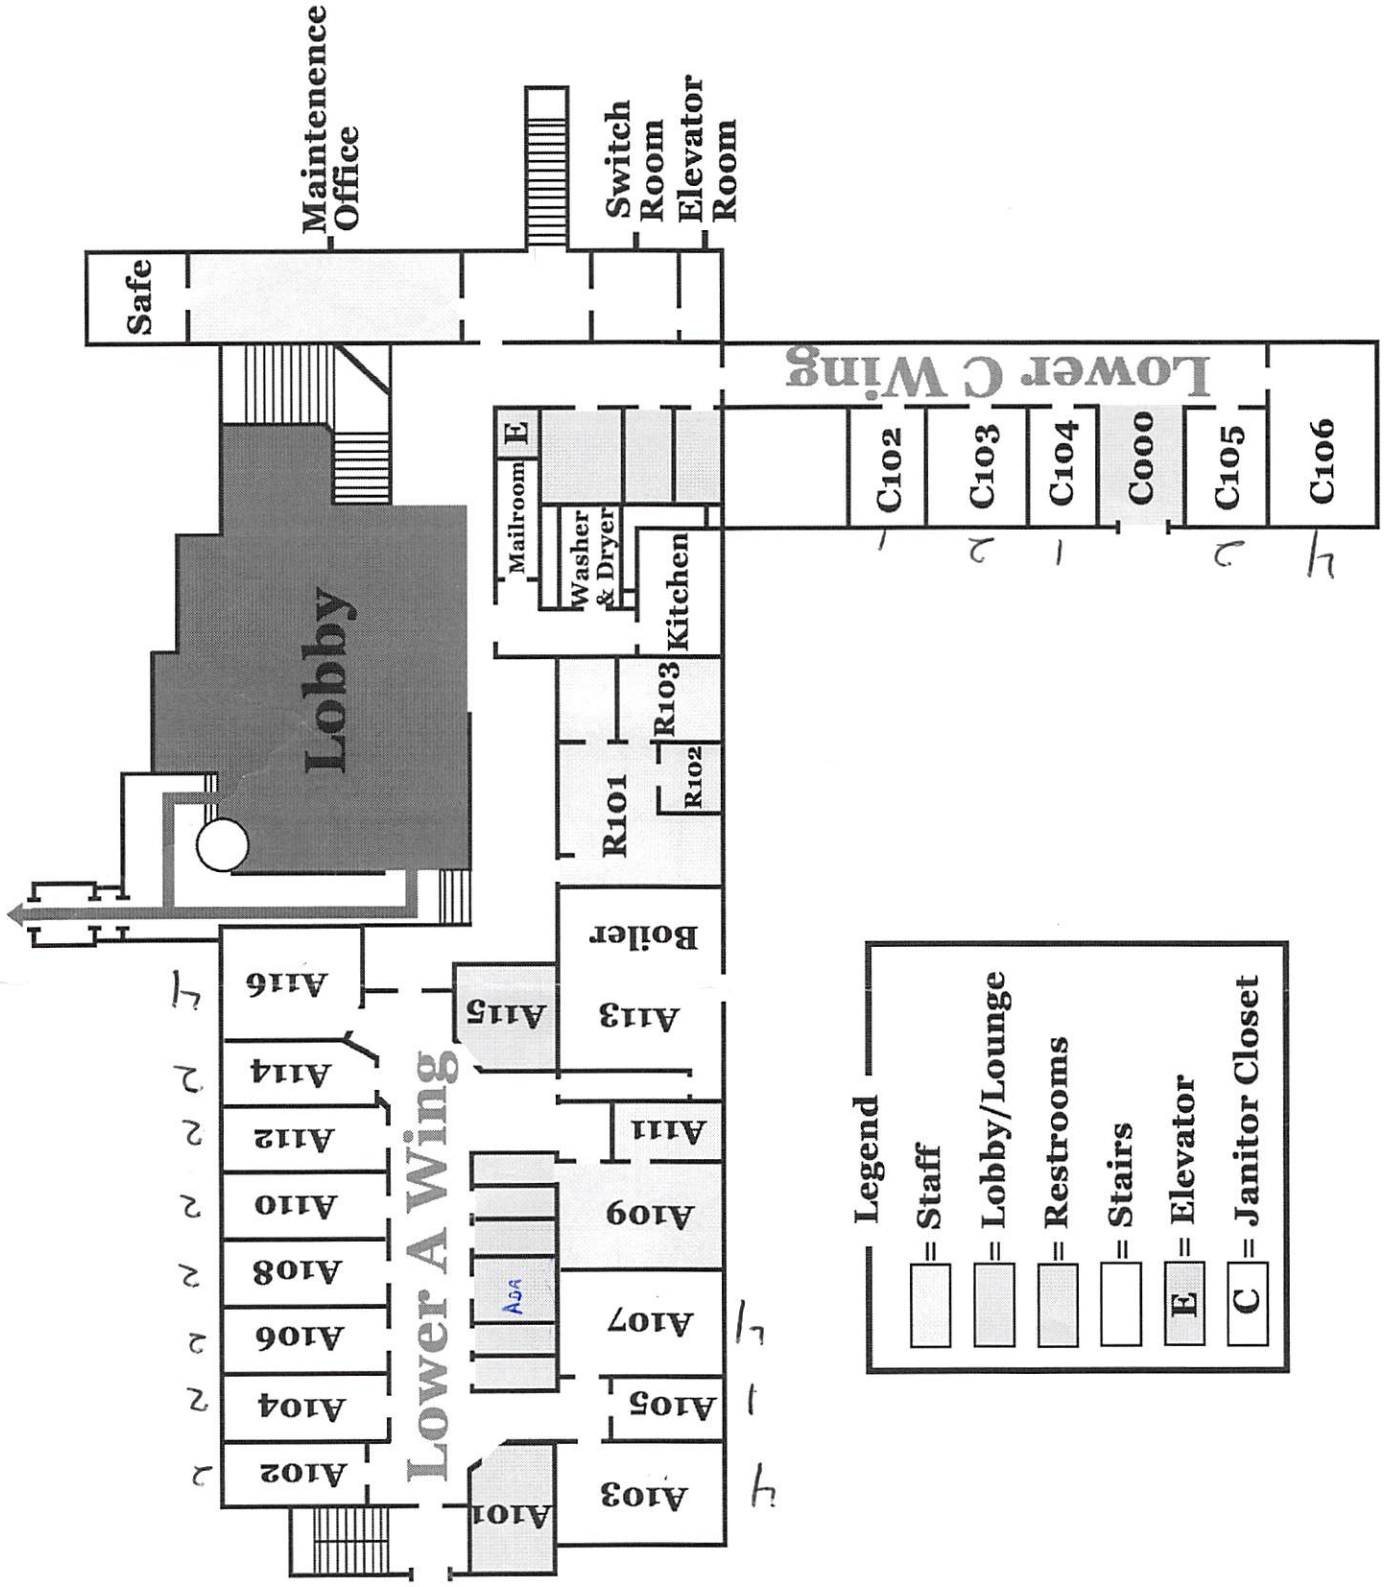 Maintenence
Office
Safe
Switch
Room
Elevator
Room
Lower C Wing
E
Mailroom
Washer
& Dryer
Kitchen
Lobby
C102
1
C103
2
C104
1
C000
C105
2
C106
4
R103
R102
R101
Boiler
A113
A115
A111
A109
A107
4
A105
1
A103
4
A101
ADA
Lower A Wing
A116
4
A114
2
A112
2
A110
2
A108
2
A106
2
A104
2
A102
2
Legend
= Staff
= Lobby/Lounge
= Restrooms
= Stairs
E = Elevator
C = Janitor Closet